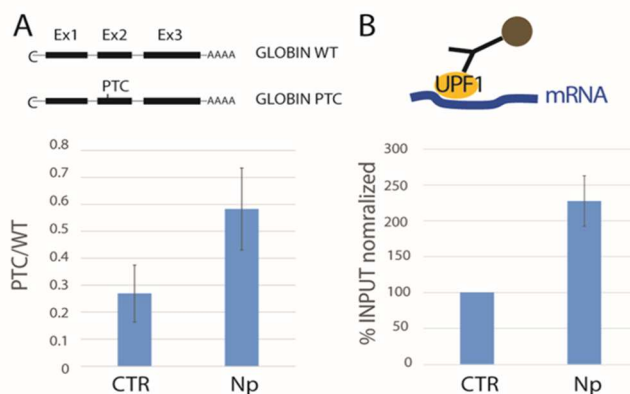 A
Ex1 Ex2 Ex3
C AAAA GLOBIN WT
PTC
C AAAA GLOBIN PTC
0.8
0.7
0.6
0.5
0.4
0.3
0.2
0.1
0
PTC/WT
CTR Np
B
UPF1
mRNA
300
250
200
150
100
50
0
% INPUT nomralized
CTR Np